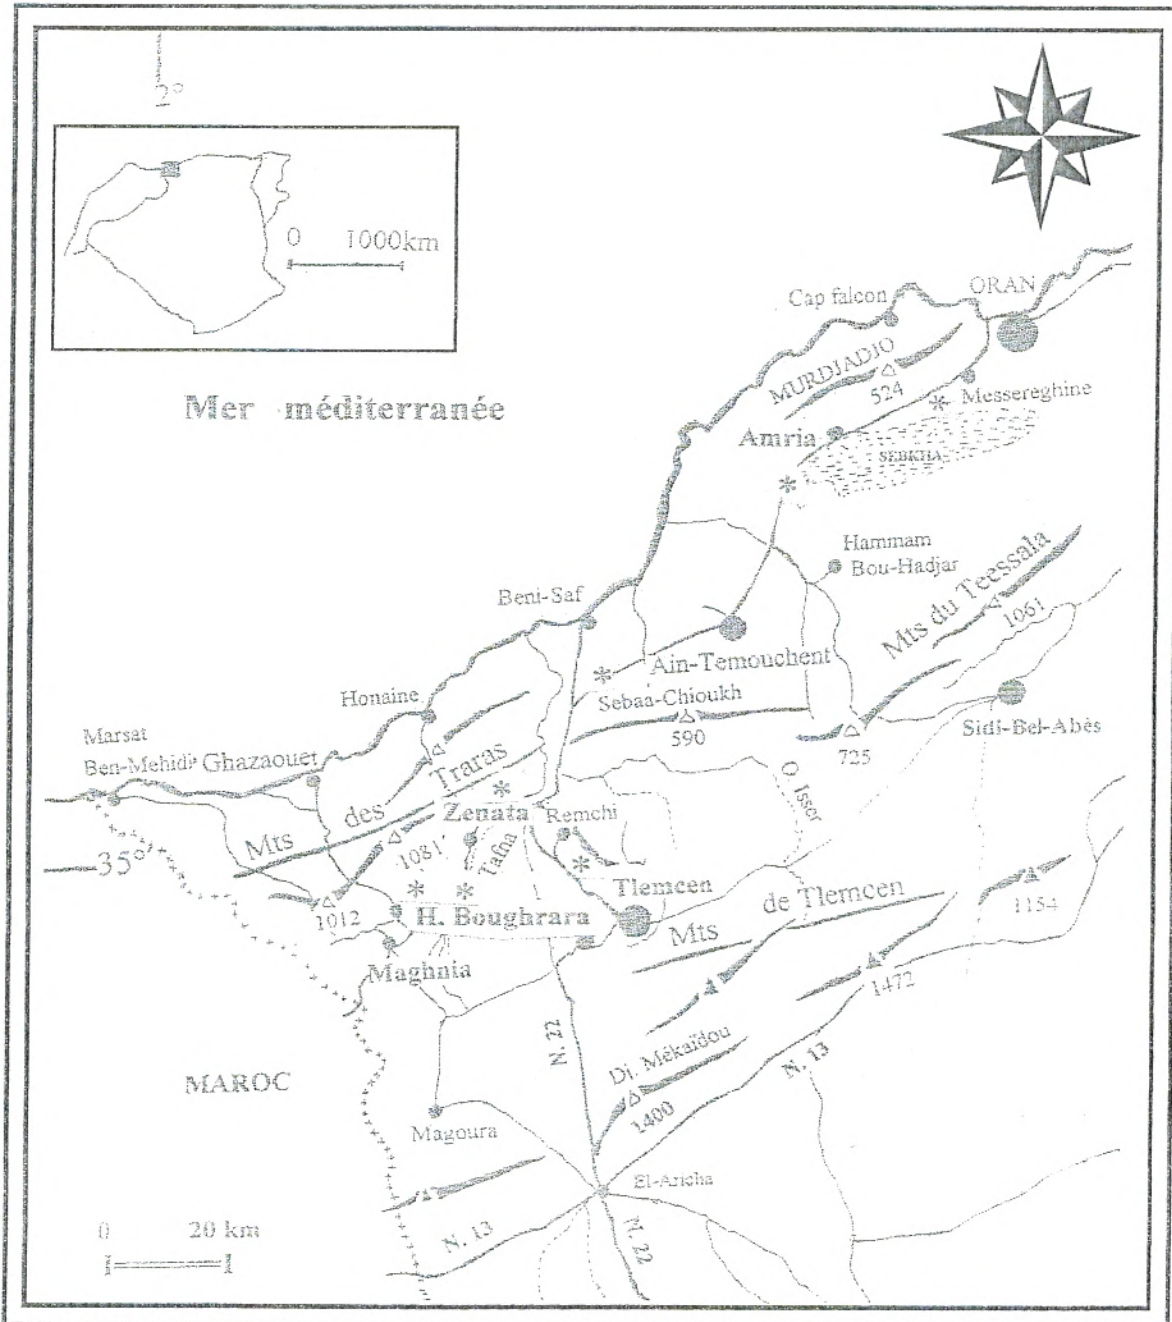 2°
0 1000km
Mer méditerranée
Cap falcon
ORAN
MURDJADJO
524
Messereghine
Amria
SEBKHA
Hammam
Bou-Hadjar
Mts du Teessala
1061
Beni-Saf
Ain-Temouchent
Sebaa-Chioukh
590
725
Sidi-Bel-Abès
Honaine
Marsat
Ben-Mehidi
Ghazaouet
Mts des Traras
Zenata
Remchi
O. Isser
35°
1081
Tafna
Tlemcen
1012
H. Boughrara
Mts de Tlemcen
1154
Maghnia
1472
N. 22
Dj. Mékaïdou
1400
N. 13
MAROC
Magoura
El-Aricha
0 20 km
N. 13
N. 22